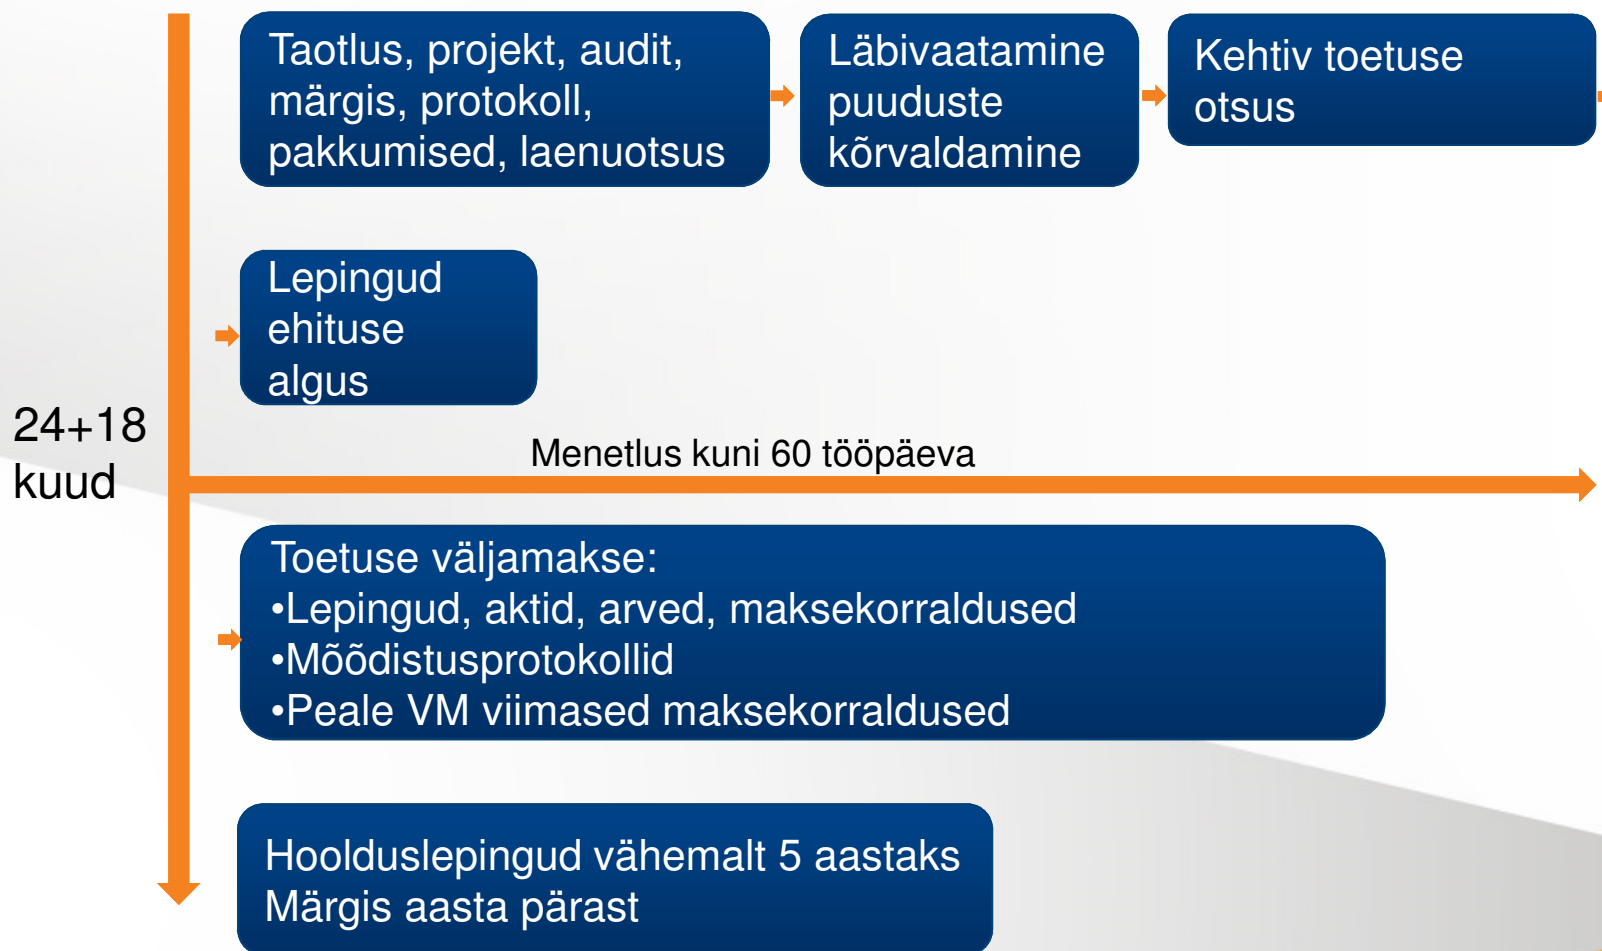 Taotlus, projekt, audit,
märgis, protokoll,
pakkumised, laenuotsus
Läbivaatamine
puuduste
kõrvaldamine
Kehtiv toetuse
otsus
Lepingud
ehituse
algus
24+18
kuud
Menetlus kuni 60 tööpäeva
Toetuse väljamakse:
•Lepingud, aktid, arved, maksekorraldused
•Mõõdistusprotokollid
•Peale VM viimased maksekorraldused
Hoolduslepingud vähemalt 5 aastaks
Märgis aasta pärast